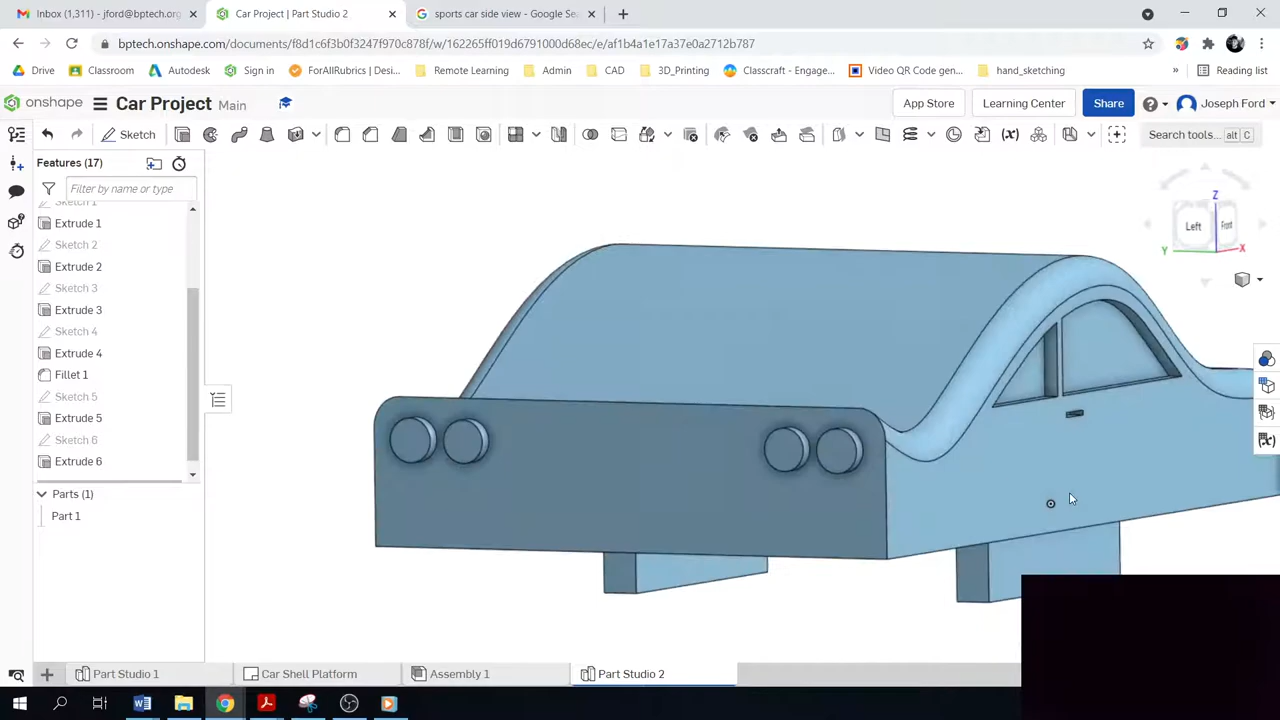 Inbox (1,311) - jford@bptech.org
Car Project | Part Studio 2
sports car side view - Google Sea
bptech.onshape.com/documents/f8d1c6f3b0f3247f970c878f/w/16226fff019d679f000d68ec/e/af1b4a1e17a37e0a2712b787
Drive
Classroom
Autodesk
Sign in
ForAllRubrics | Desi...
Remote Learning
Admin
CAD
3D_Printing
Classcraft - Engage...
Video QR Code gen...
hand_sketching
»
Reading list
onshape
Car Project Main
App Store
Learning Center
Share
Joseph Ford
Sketch
Search tools... alt C
Features (17)
Filter by name or type
Sketch 1
Extrude 1
Sketch 2
Extrude 2
Sketch 3
Extrude 3
Sketch 4
Extrude 4
Fillet 1
Sketch 5
Extrude 5
Sketch 6
Extrude 6
Parts (1)
Part 1
Z
Left
Front
Y
X
Part Studio 1
Car Shell Platform
Assembly 1
Part Studio 2